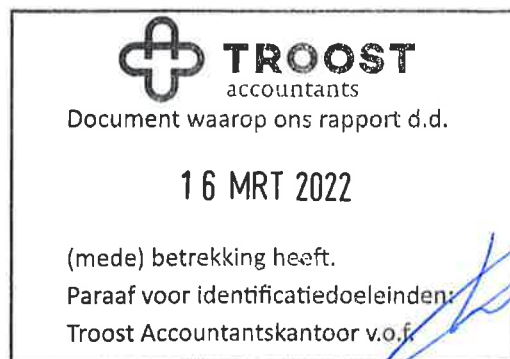 TROOST
accountants
Document waarop ons rapport d.d.
16 MRT 2022
(mede) betrekking heeft.
Paraaf voor identificatiedoeleinden:
Troost Accountantskantoor v.o.f.